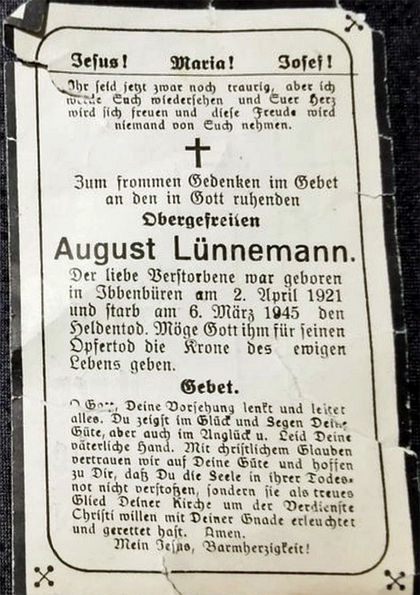 Jesus! Maria! Josef!
Ihr seid jetzt zwar noch traurig, aber ich
werde Euch wiedersehen und Euer Herz
wird sich freuen und diese Freude wird
niemand von Euch nehmen.
Zum frommen Gedenken im Gebet
an den in Gott ruhenden
Obergefreiten
August Lünnemann.
Der liebe Verstorbene war geboren
in Ibbenbüren am 2. April 1921
und starb am 6. März 1945 den
Heldentod. Möge Gott ihm für seinen
Opfertod die Krone des ewigen
Lebens geben.
Gebet.
O Gott, Deine Vorsehung lenkt und leitet
alles. Du zeigst im Glück und Segen Deine
Güte, aber auch im Unglück u. Leid Deine
väterliche Hand. Mit christlichem Glauben
vertrauen wir auf Deine Güte und hoffen
zu Dir, daß Du die Seele in ihrer Todes-
not nicht verstoßen, sondern sie als treues
Glied Deiner Kirche um der Verdienste
Christi willen mit Deiner Gnade erleuchtet
und gerettet hast. Amen.
Mein Jesus, Barmherzigkeit!